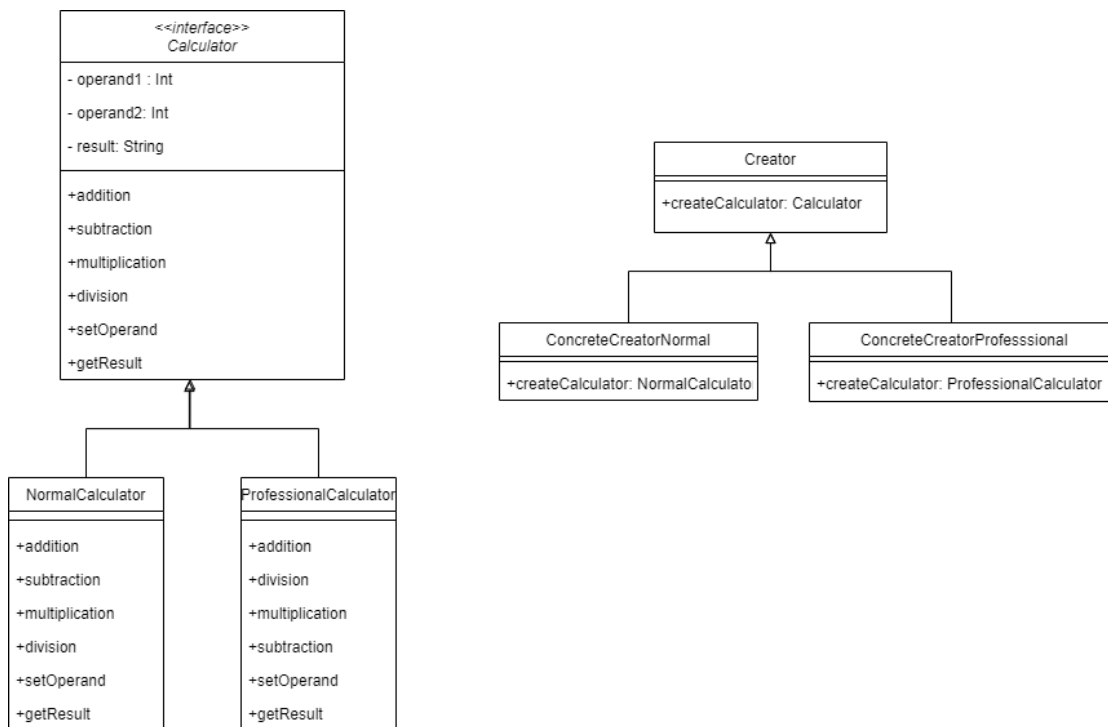 <<interface>>
Calculator
- operand1 : Int
- operand2: Int
- result: String
+addition
+subtraction
+multiplication
+division
+setOperand
+getResult
NormalCalculator
+addition
+subtraction
+multiplication
+division
+setOperand
+getResult
ProfessionalCalculator
+addition
+division
+multiplication
+subtraction
+setOperand
+getResult
Creator
+createCalculator: Calculator
ConcreteCreatorNormal
+createCalculator: NormalCalculato
ConcreteCreatorProfesssional
+createCalculator: ProfessionalCalculator